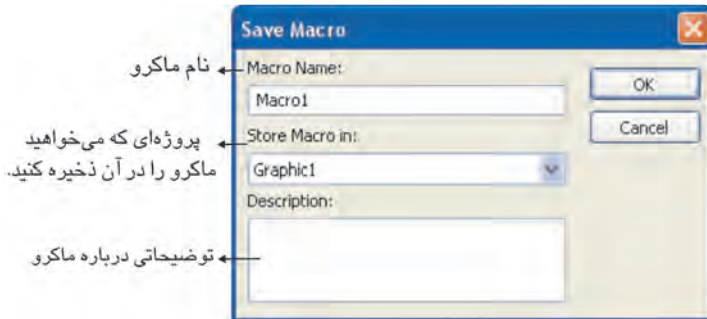 Save Macro
نام ماکرو
Macro Name:
OK
Macro1
Cancel
پروژه‌ای که می‌خواهید
ماکرو را در آن ذخیره کنید.
Store Macro in:
Graphic1
Description:
توضیحاتی درباره ماکرو